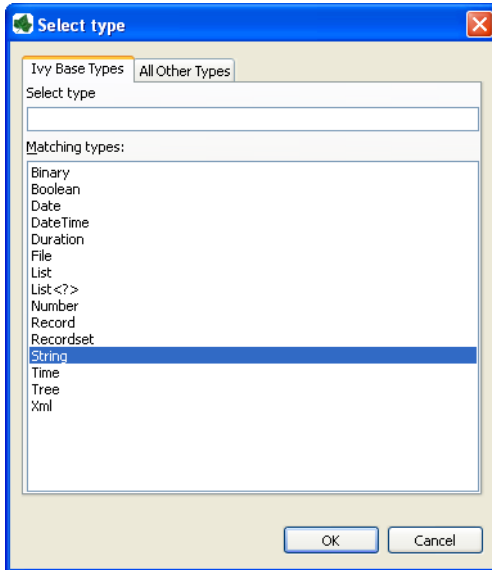 Select type
Ivy Base Types
All Other Types
Select type
Matching types:
Binary
Boolean
Date
DateTime
Duration
File
List
List<?>
Number
Record
Recordset
String
Time
Tree
Xml
OK
Cancel